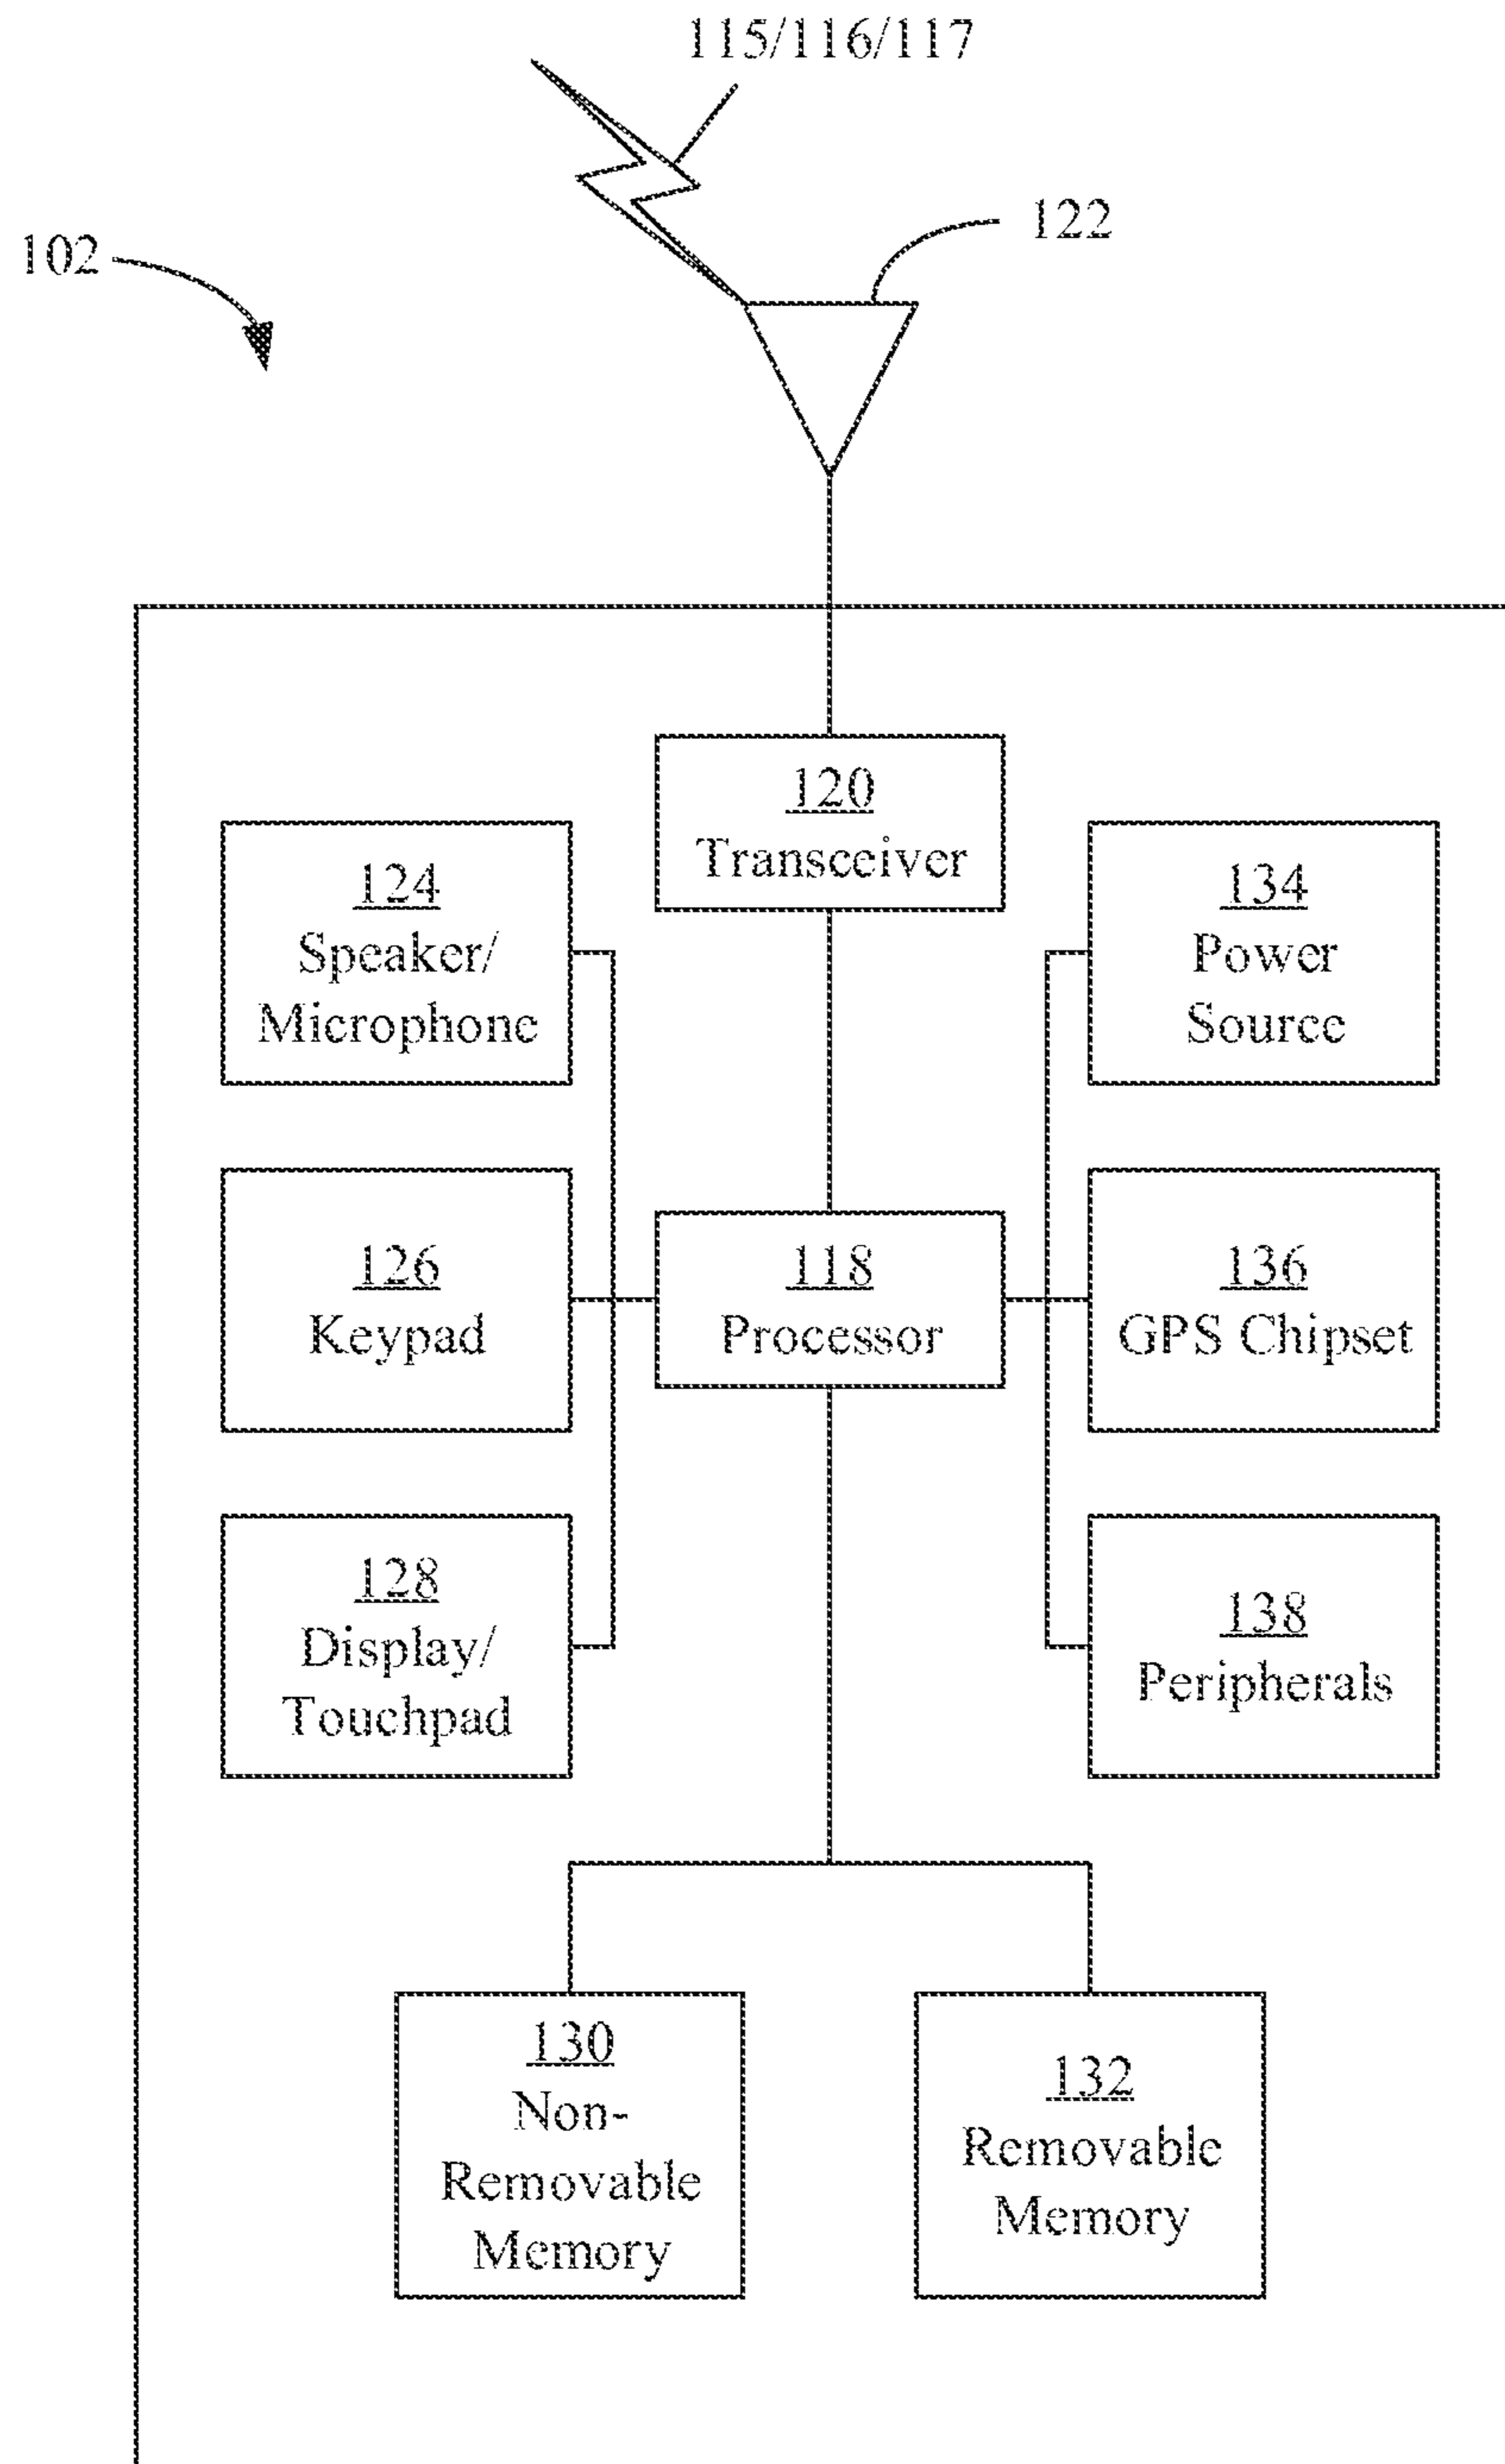 115/116/117
122
102
120
Transceiver
124
Speaker/
Microphone
134
Power
Source
126
Keypad
118
Processor
136
GPS Chipset
128
Display/
Touchpad
138
Peripherals
130
Non-
Removable
Memory
132
Removable
Memory